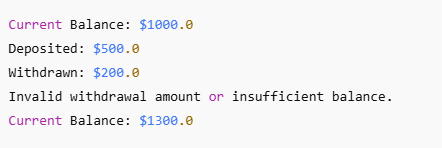 Current Balance: $1000.0
Deposited: $500.0
Withdrawn: $200.0
Invalid withdrawal amount or insufficient balance.
Current Balance: $1300.0